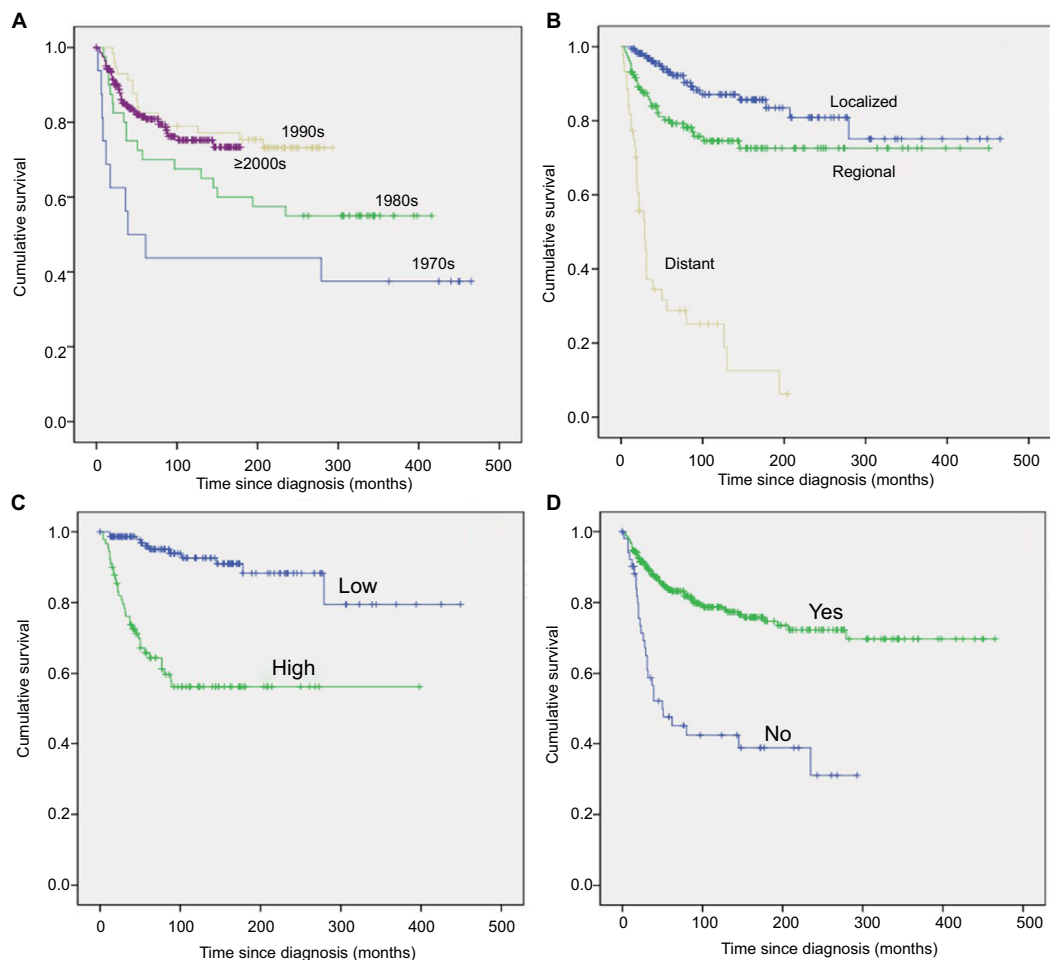 A
Cumulative survival
1.0
0.8
0.6
0.4
0.2
0.0
1990s
≥2000s
1980s
1970s
0 100 200 300 400 500
Time since diagnosis (months)
B
Cumulative survival
1.0
0.8
0.6
0.4
0.2
0.0
Localized
Regional
Distant
0 100 200 300 400 500
Time since diagnosis (months)
C
Cumulative survival
1.0
0.8
0.6
0.4
0.2
0.0
Low
High
0 100 200 300 400 500
Time since diagnosis (months)
D
Cumulative survival
1.0
0.8
0.6
0.4
0.2
0.0
Yes
No
0 100 200 300 400 500
Time since diagnosis (months)